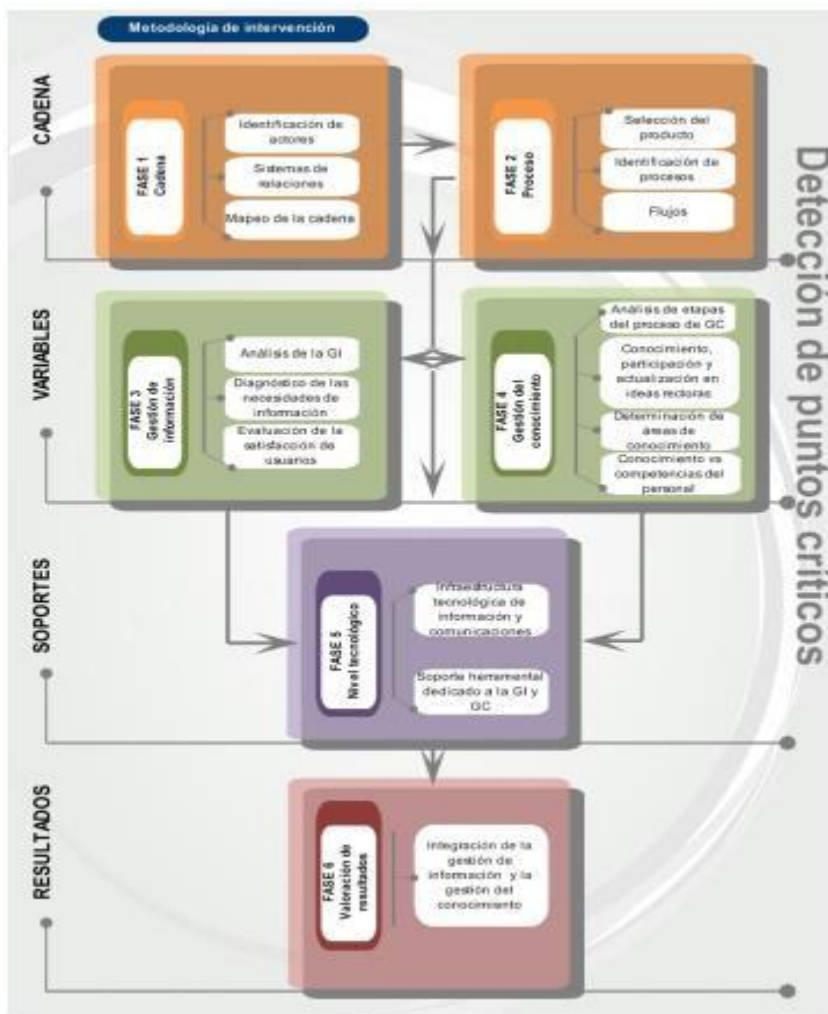 Metodología de intervención
CADENA
FASE 1
Cadena
Identificación de
actores
Sistemas de
relaciones
Mapeo de la cadena
FASE 2
Proceso
Selección del
producto
Identificación de
procesos
Flujos
VARIABLES
FASE 3
Gestión de
información
Análisis de la GI
Diagnóstico de las
necesidades de
información
Evaluación de la
satisfacción de
usuarios
FASE 4
Gestión del
conocimiento
Análisis de etapas
del proceso de GC
Conocimiento,
participación y
actualización en
ideas rectoras
Determinación de
áreas de
conocimiento
Conocimiento vs
competencias del
personal
SOPORTES
FASE 5
Nivel tecnológico
Infraestructura
tecnológica de
información y
comunicaciones
Soporte herramental
dedicado a la GI y
GC
RESULTADOS
FASE 6
Valoración de
resultados
Integración de la
gestión de
información y la
gestión del
conocimiento
Detección de puntos críticos